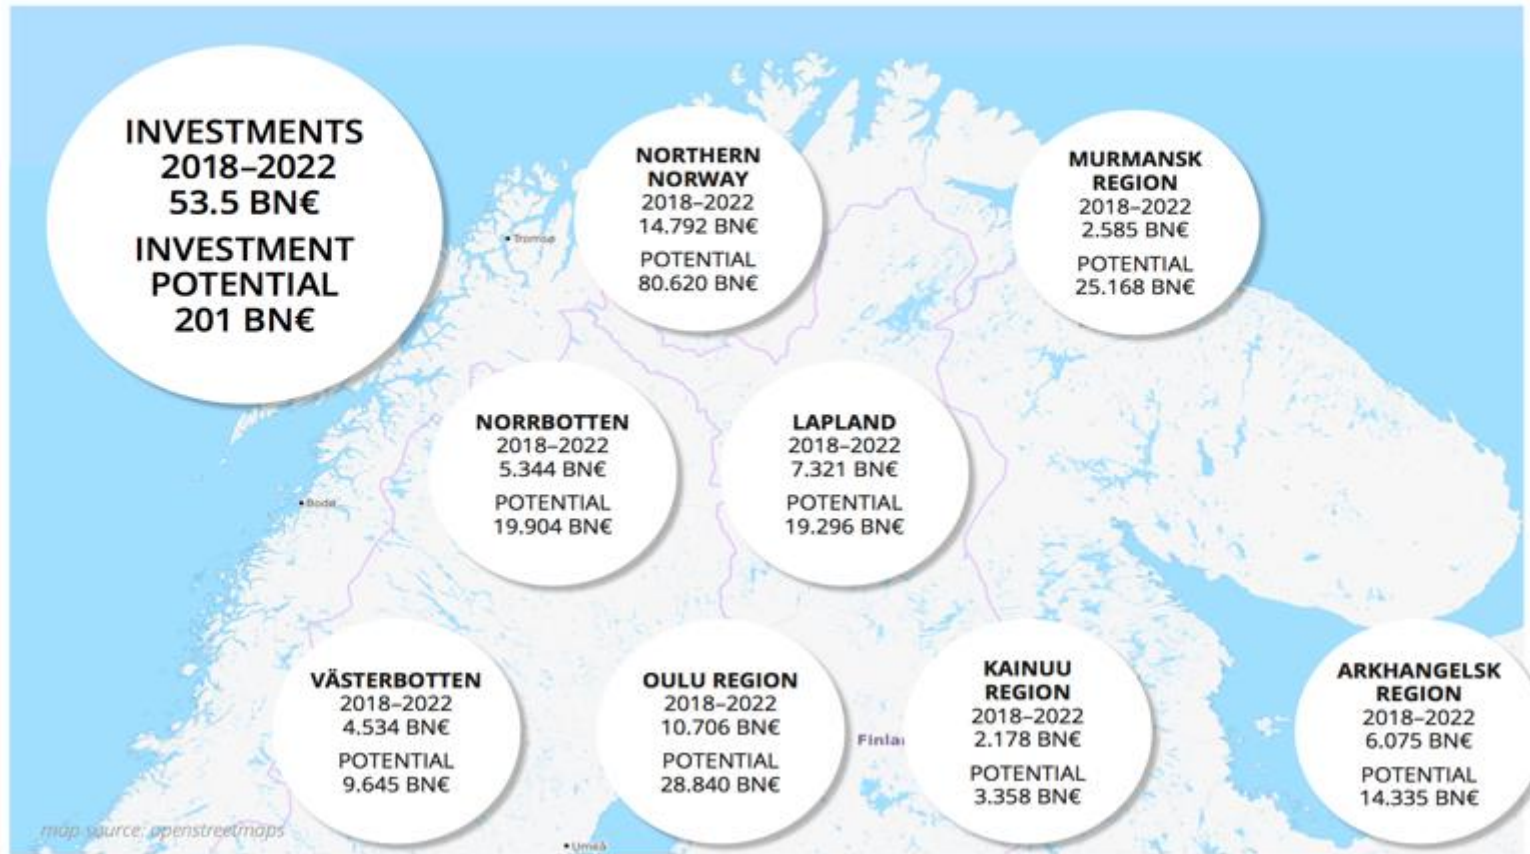 INVESTMENTS
2018–2022
53.5 BN€
INVESTMENT
POTENTIAL
201 BN€
NORTHERN
NORWAY
2018–2022
14.792 BN€
POTENTIAL
80.620 BN€
MURMANSK
REGION
2018–2022
2.585 BN€
POTENTIAL
25.168 BN€
Tromsø
NORRBOTTEN
2018–2022
5.344 BN€
POTENTIAL
19.904 BN€
LAPLAND
2018–2022
7.321 BN€
POTENTIAL
19.296 BN€
Bodø
VÄSTERBOTTEN
2018–2022
4.534 BN€
POTENTIAL
9.645 BN€
OULU REGION
2018–2022
10.706 BN€
POTENTIAL
28.840 BN€
Finla
KAINUU
REGION
2018–2022
2.178 BN€
POTENTIAL
3.358 BN€
ARKHANGELSK
REGION
2018–2022
6.075 BN€
POTENTIAL
14.335 BN€
map source: openstreetmaps
Umeå